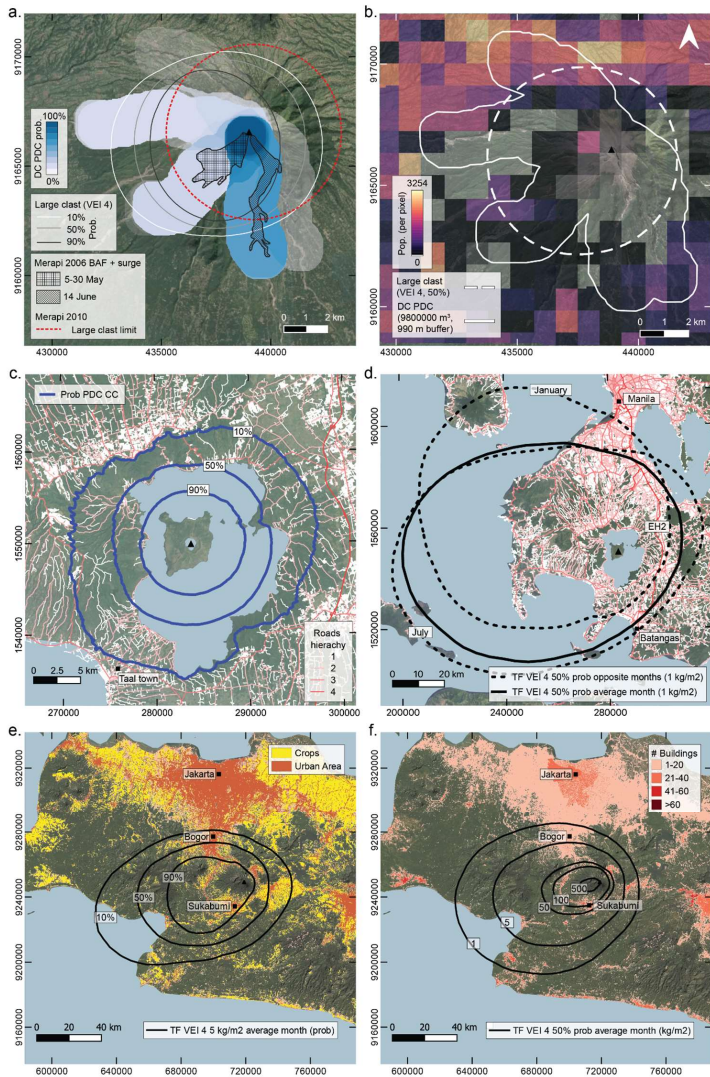 a.
9170000
9165000
9160000
100%
DC PDC prob.
0%
Large clast (VEI 4)
10%
50%
90%
Prob.
Merapi 2006 BAF + surge
5-30 May
14 June
Merapi 2010
Large clast limit
0 1 2 km
430000 435000 440000
b.
9170000
9165000
9160000
3254
Pop. (per pixel)
0
Large clast
(VEI 4, 50%)
DC PDC
(9800000 m³,
990 m buffer)
0 1 2 km
430000 435000 440000
c.
Prob PDC CC
10%
50%
90%
1560000
1550000
1540000
Taal town
Roads
hierachy
1
2
3
4
0 2.5 5 km
270000 280000 290000 300000
d.
January
Manila
EH2
July
Batangas
1600000
1560000
1520000
0 10 20 km
TF VEI 4 50% prob opposite months (1 kg/m2)
TF VEI 4 50% prob average month (1 kg/m2)
200000 240000 280000
e.
Crops
Urban Area
Jakarta
Bogor
90%
50%
10%
Sukabumi
9320000
9280000
9240000
9200000
9160000
0 20 40 km
TF VEI 4 5 kg/m2 average month (prob)
600000 640000 680000 720000 760000
f.
# Buildings
1-20
21-40
41-60
>60
Jakarta
Bogor
500
100
50
5
1
Sukabumi
9320000
9280000
9240000
9200000
9160000
0 20 40 km
TF VEI 4 50% prob average month (kg/m2)
600000 640000 680000 720000 760000